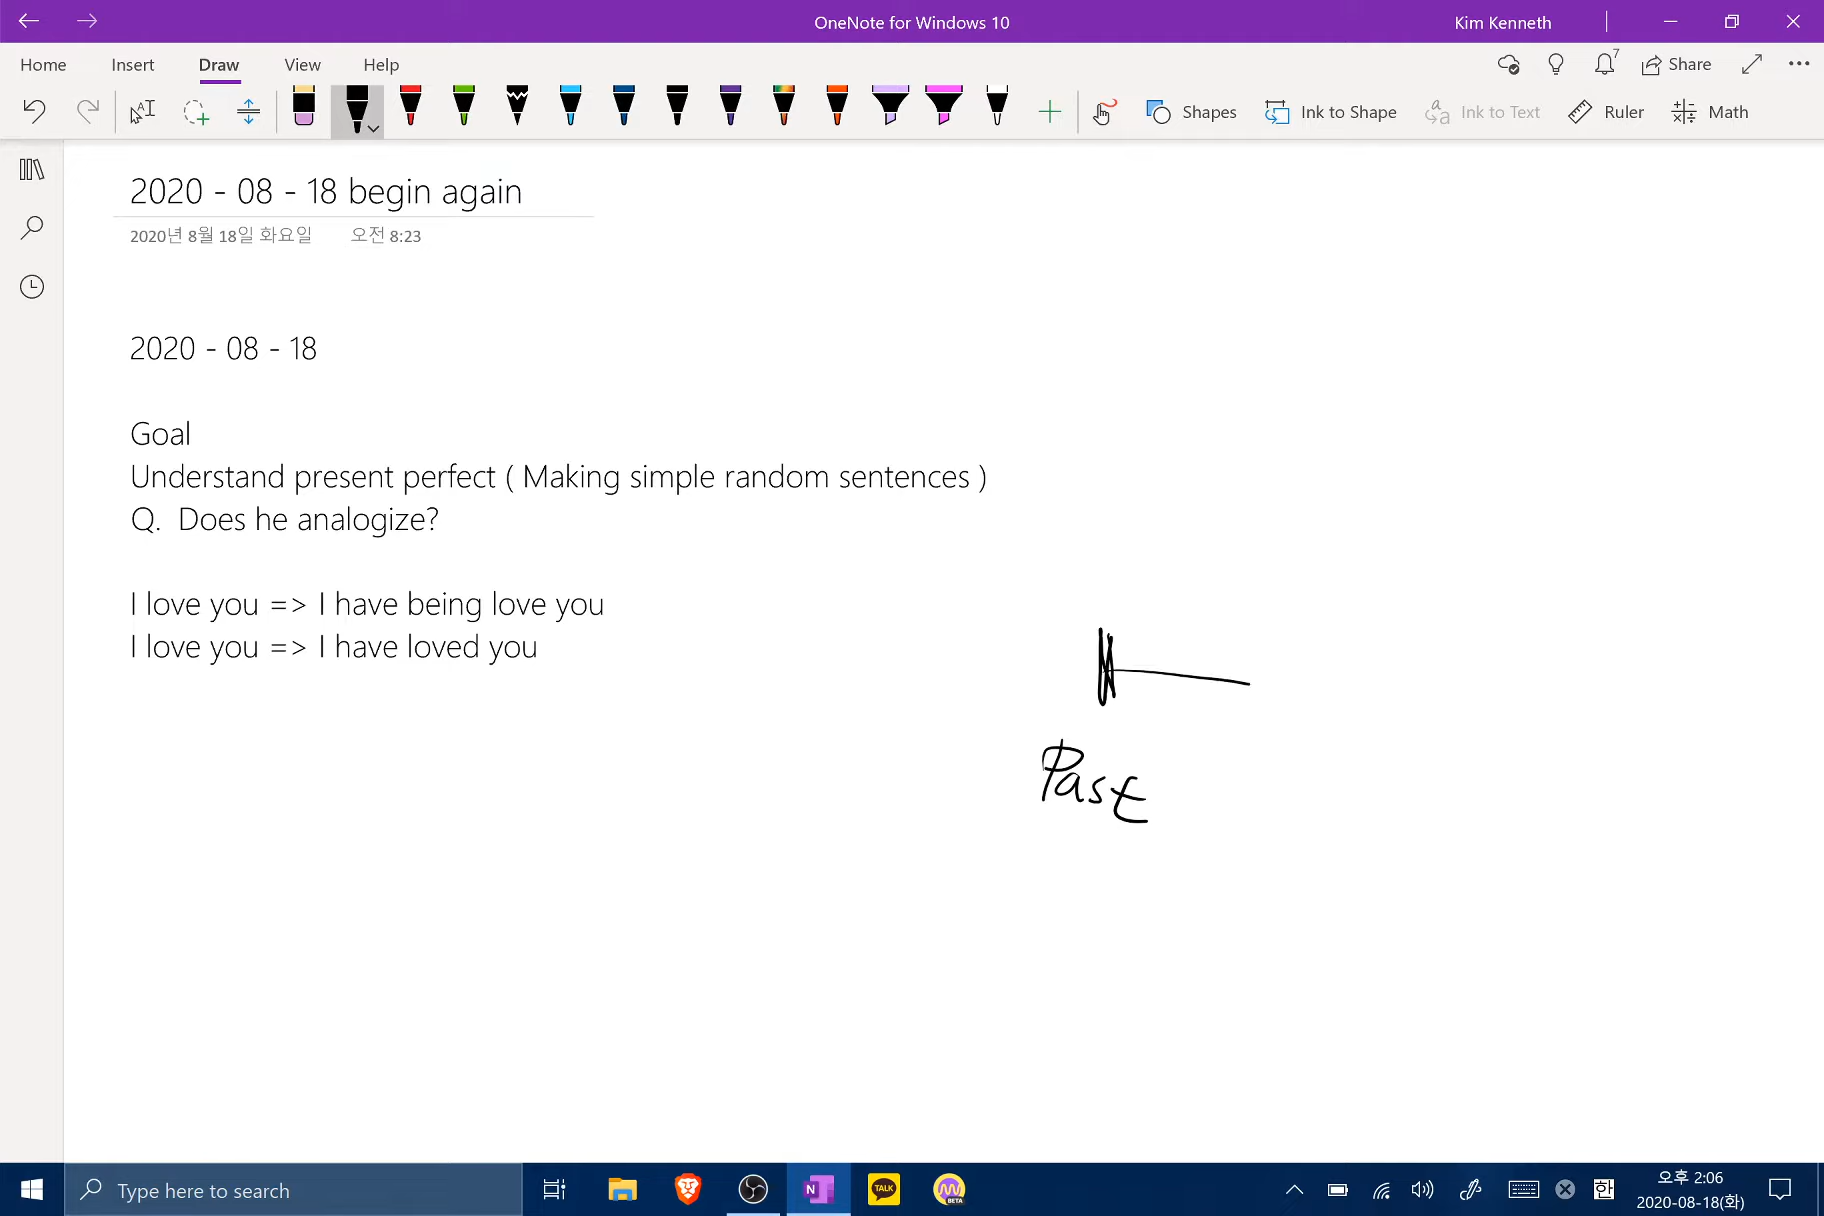 OneNote for Windows 10
Kim Kenneth
Home Insert Draw View Help
7
Share
Shapes
Ink to Shape
Ink to Text
Ruler
Math
2020 - 08 - 18 begin again
2020년 8월 18일 화요일 오전 8:23
2020 - 08 - 18
Goal
Understand present perfect ( Making simple random sentences )
Q. Does he analogize?
I love you => I have being love you
I love you => I have loved you
Past
Type here to search
N
TALK
BETA
한
오후 2:06
2020-08-18(화)